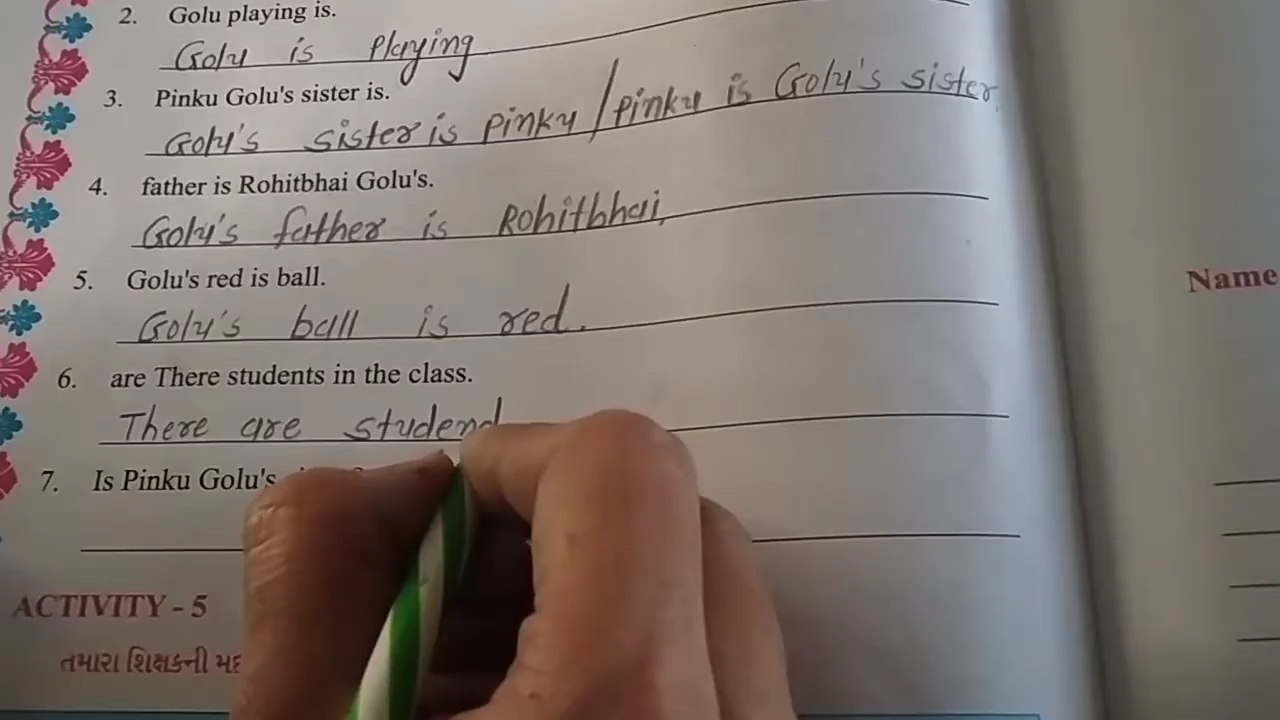 2. Golu playing is.
Golu is playing
3. Pinku Golu's sister is.
Golu's sister is pinky / pinky is Golu's sister.
4. father is Rohitbhai Golu's.
Golu's father is Rohitbhai.
5. Golu's red is ball.
Golu's ball is red.
6. are There students in the class.
There are
7. Is Pinku Golu's
ACTIVITY - 5
તમારા શિક્ષકની
Name